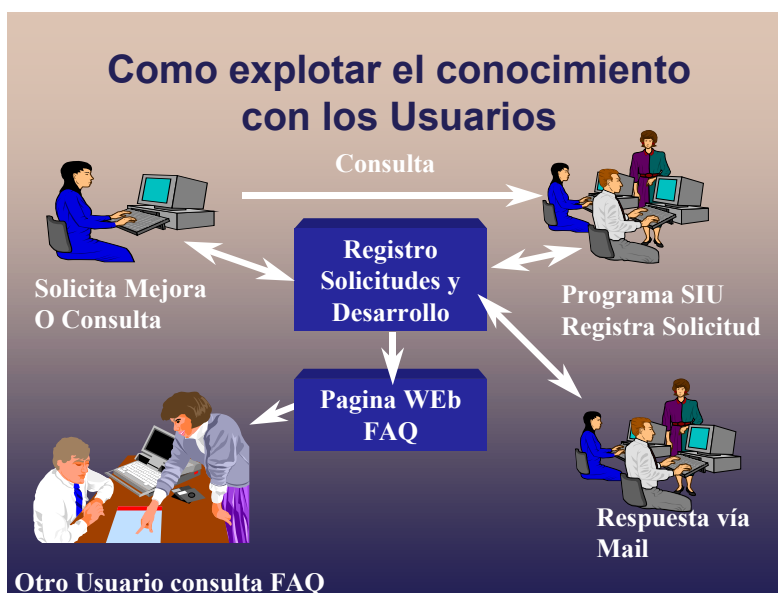 Como explotar el conocimiento
con los Usuarios
Consulta
Registro
Solicitudes y
Desarrollo
Solicita Mejora
O Consulta
Programa SIU
Registra Solicitud
Pagina WEb
FAQ
Respuesta vía
Mail
Otro Usuario consulta FAQ